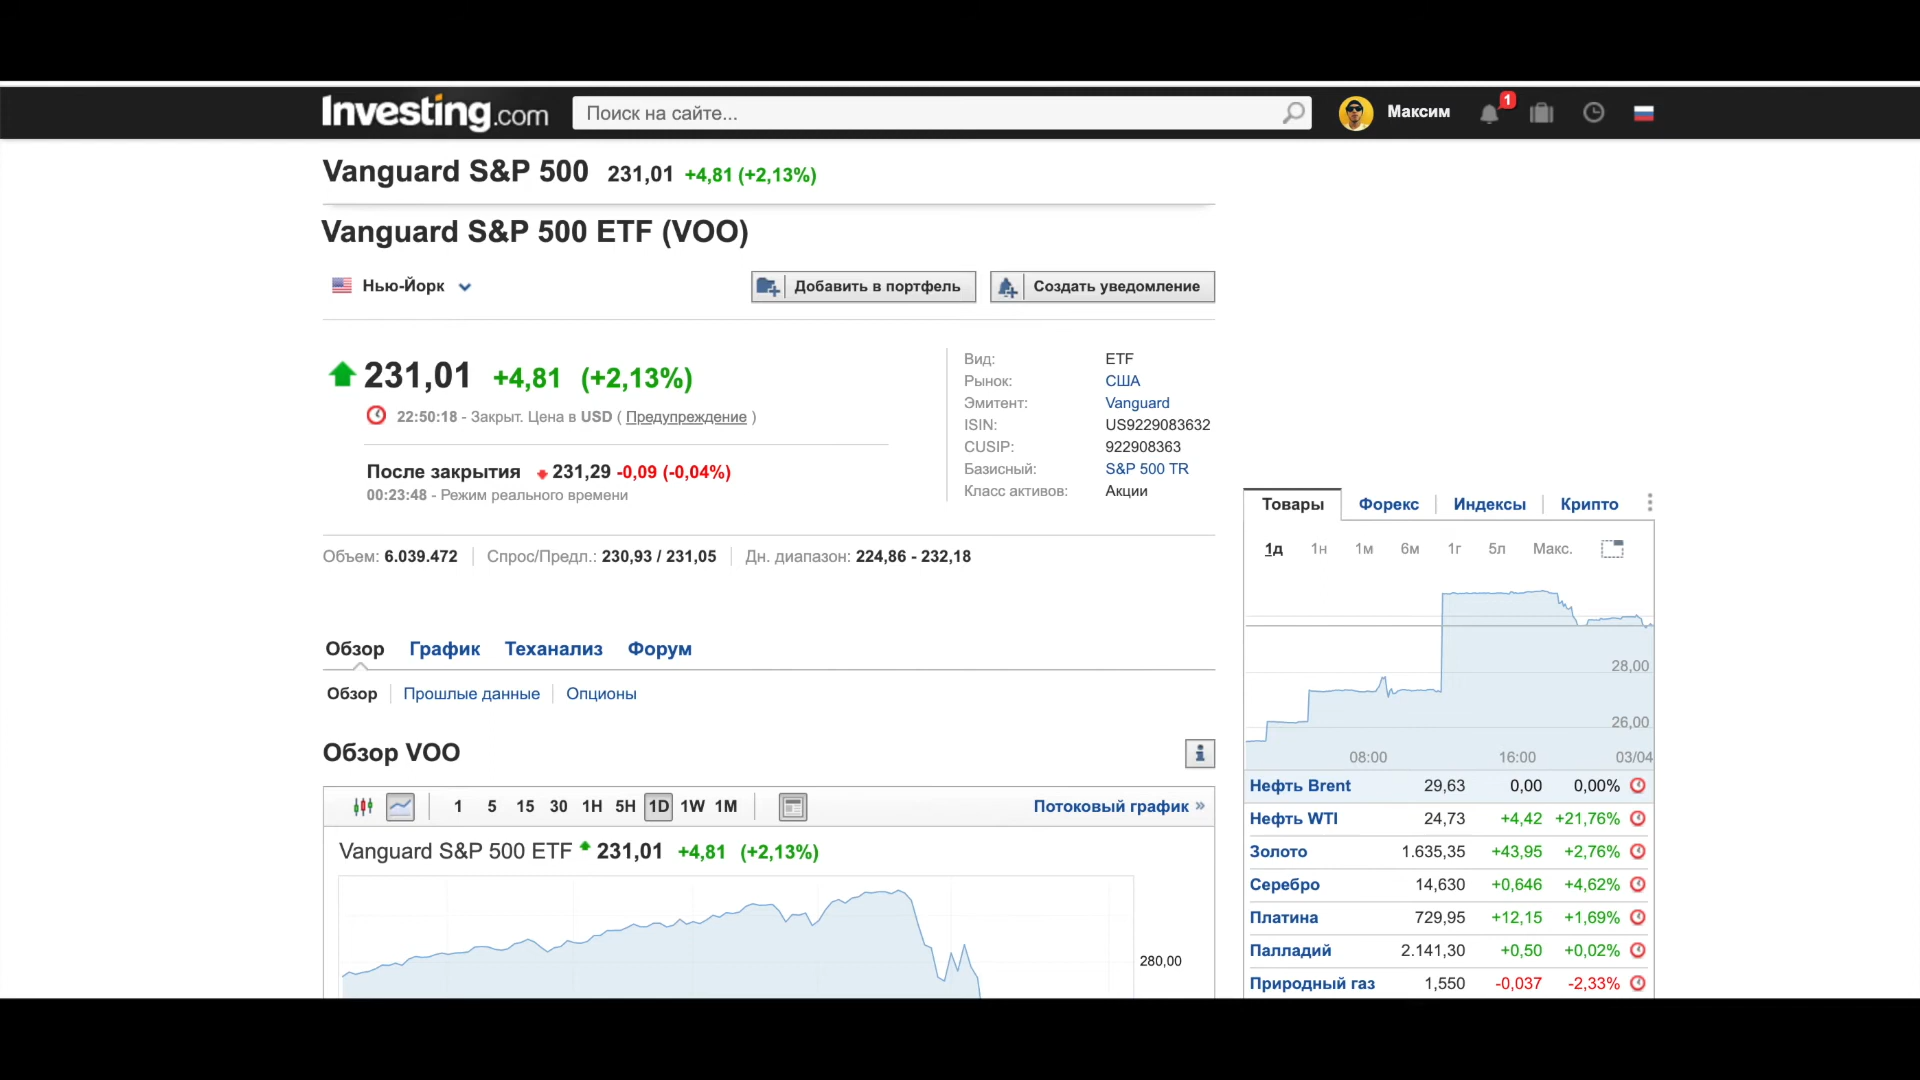 Investing.com
Поиск на сайте...
Максим
1
Vanguard S&P 500 231,01 +4,81 (+2,13%)
Vanguard S&P 500 ETF (VOO)
Нью-Йорк
Добавить в портфель
Создать уведомление
231,01 +4,81 (+2,13%)
22:50:18 - Закрыт. Цена в USD ( Предупреждение )
После закрытия 231,29 -0,09 (-0,04%)
00:23:48 - Режим реального времени
Вид: ETF
Рынок: США
Эмитент: Vanguard
ISIN: US9229083632
CUSIP: 922908363
Базисный: S&P 500 TR
Класс активов: Акции
Объем: 6.039.472 Спрос/Предл.: 230,93 / 231,05 Дн. диапазон: 224,86 - 232,18
Обзор График Теханализ Форум
Обзор Прошлые данные Опционы
Обзор VOO
1 5 15 30 1H 5H 1D 1W 1M Потоковый график »
Vanguard S&P 500 ETF 231,01 +4,81 (+2,13%)
280,00
Товары Форекс Индексы Крипто
1д 1н 1м 6м 1г 5л Макс.
28,00
26,00
08:00 16:00 03/04
Нефть Brent 29,63 0,00 0,00%
Нефть WTI 24,73 +4,42 +21,76%
Золото 1.635,35 +43,95 +2,76%
Серебро 14,630 +0,646 +4,62%
Платина 729,95 +12,15 +1,69%
Палладий 2.141,30 +0,50 +0,02%
Природный газ 1,550 -0,037 -2,33%